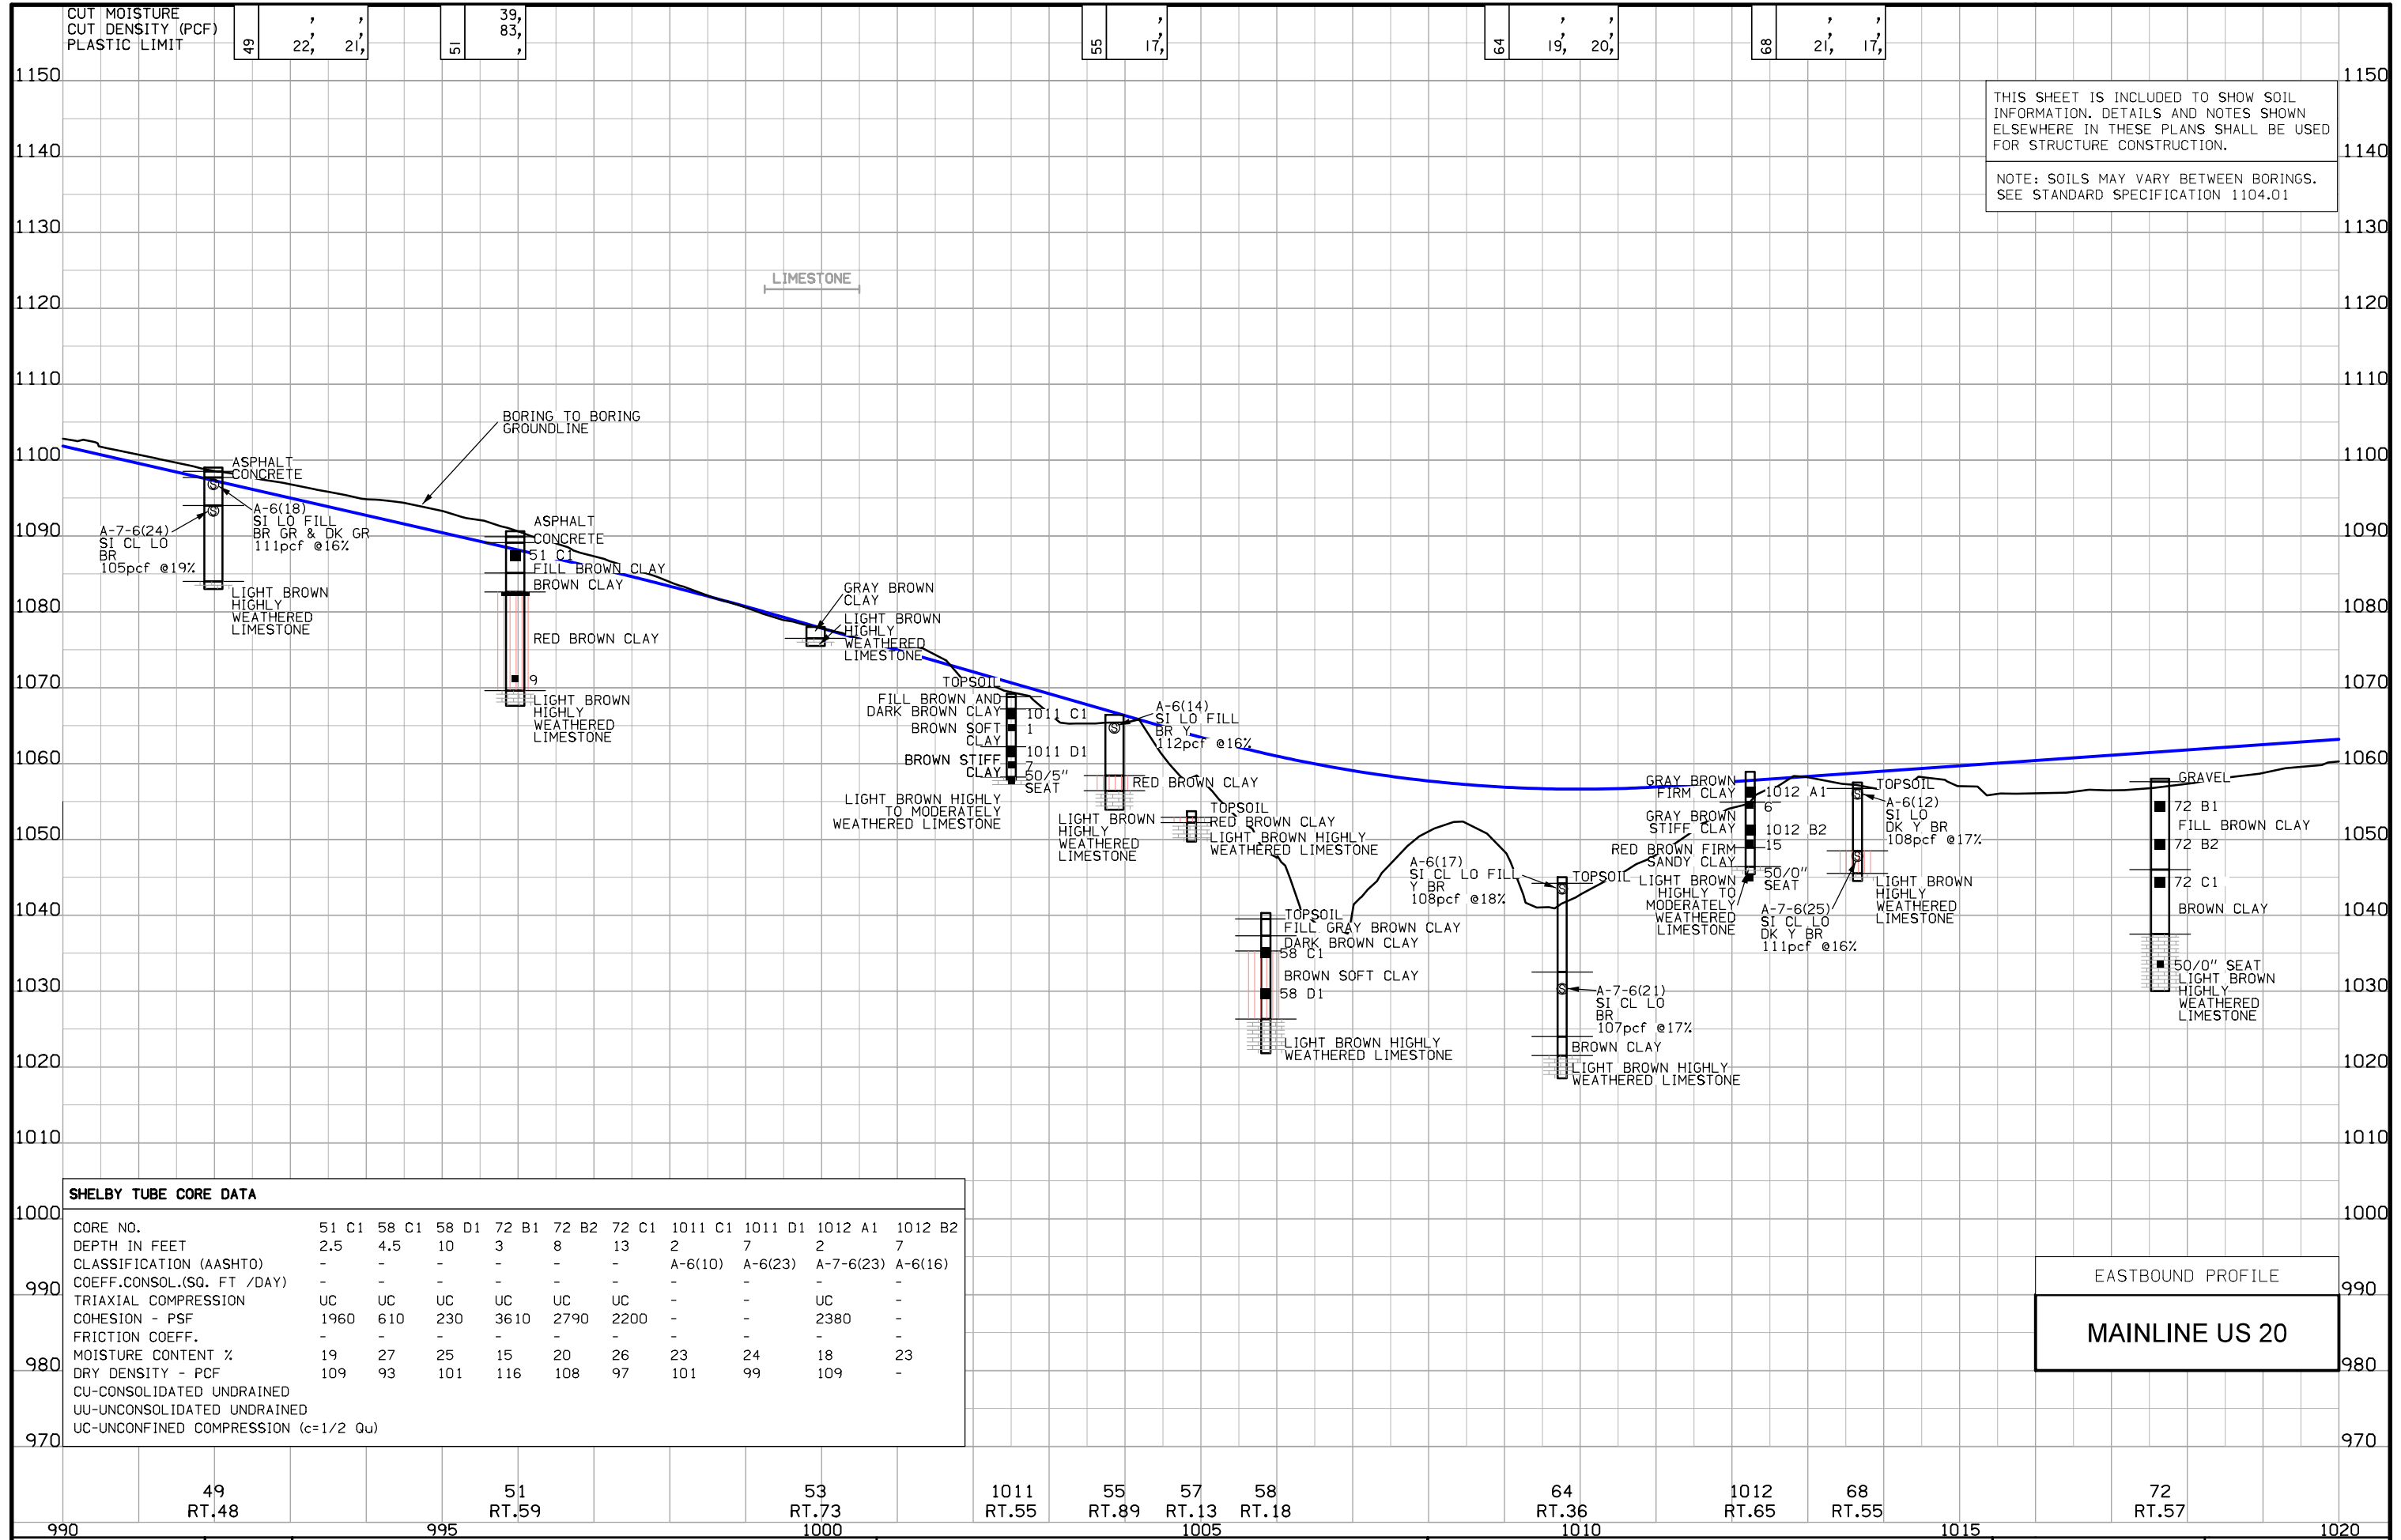 CUT MOISTURE
CUT DENSITY (PCF)
PLASTIC LIMIT
49
, ,
, ,
22, 21,
51
39,
83,
,
55
,
,
17,
64
, ,
, ,
19, 20,
68
, ,
, ,
21, 17,
THIS SHEET IS INCLUDED TO SHOW SOIL
INFORMATION. DETAILS AND NOTES SHOWN
ELSEWHERE IN THESE PLANS SHALL BE USED
FOR STRUCTURE CONSTRUCTION.
NOTE: SOILS MAY VARY BETWEEN BORINGS.
SEE STANDARD SPECIFICATION 1104.01
1150 1150
1140 1140
1130 1130
1120 1120
1110 1110
1100 1100
1090 1090
1080 1080
1070 1070
1060 1060
1050 1050
1040 1040
1030 1030
1020 1020
1010 1010
1000 1000
990 990
980 980
970 970
LIMESTONE
BORING TO BORING
GROUNDLINE
ASPHALT
CONCRETE
S
A-6(18)
SI LO FILL
BR GR & DK GR
111pcf @16%
S
A-7-6(24)
SI CL LO
BR
105pcf @19%
LIGHT BROWN
HIGHLY
WEATHERED
LIMESTONE
ASPHALT
CONCRETE
51 C1
FILL BROWN CLAY
BROWN CLAY
RED BROWN CLAY
9
LIGHT BROWN
HIGHLY
WEATHERED
LIMESTONE
GRAY BROWN
CLAY
LIGHT BROWN
HIGHLY
WEATHERED
LIMESTONE
TOPSOIL
FILL BROWN AND
DARK BROWN CLAY
1011 C1
BROWN SOFT
CLAY
1
1011 D1
BROWN STIFF
CLAY
7
50/5"
SEAT
LIGHT BROWN HIGHLY
TO MODERATELY
WEATHERED LIMESTONE
S
A-6(14)
SI LO FILL
BR Y
112pcf @16%
RED BROWN CLAY
LIGHT BROWN
HIGHLY
WEATHERED
LIMESTONE
TOPSOIL
RED BROWN CLAY
LIGHT BROWN HIGHLY
WEATHERED LIMESTONE
TOPSOIL
FILL GRAY BROWN CLAY
DARK BROWN CLAY
58 C1
BROWN SOFT CLAY
58 D1
LIGHT BROWN HIGHLY
WEATHERED LIMESTONE
A-6(17)
SI CL LO FILL
Y BR
108pcf @18%
TOPSOIL
S
S
A-7-6(21)
SI CL LO
BR
107pcf @17%
BROWN CLAY
LIGHT BROWN HIGHLY
WEATHERED LIMESTONE
GRAY BROWN
FIRM CLAY
1012 A1
6
GRAY BROWN
STIFF CLAY
1012 B2
15
RED BROWN FIRM
SANDY CLAY
50/0"
SEAT
LIGHT BROWN
HIGHLY TO
MODERATELY
WEATHERED
LIMESTONE
TOPSOIL
S
A-6(12)
SI LO
DK Y BR
108pcf @17%
S
A-7-6(25)
SI CL LO
DK Y BR
111pcf @16%
LIGHT BROWN
HIGHLY
WEATHERED
LIMESTONE
GRAVEL
72 B1
FILL BROWN CLAY
72 B2
72 C1
BROWN CLAY
50/0" SEAT
LIGHT BROWN
HIGHLY
WEATHERED
LIMESTONE
SHELBY TUBE CORE DATA
CORE NO. 51 C1 58 C1 58 D1 72 B1 72 B2 72 C1 1011 C1 1011 D1 1012 A1 1012 B2
DEPTH IN FEET 2.5 4.5 10 3 8 13 2 7 2 7
CLASSIFICATION (AASHTO) - - - - - - A-6(10) A-6(23) A-7-6(23) A-6(16)
COEFF.CONSOL.(SQ. FT /DAY) - - - - - - - - - -
TRIAXIAL COMPRESSION UC UC UC UC UC UC - - UC -
COHESION - PSF 1960 610 230 3610 2790 2200 - - 2380 -
FRICTION COEFF. - - - - - - - - - -
MOISTURE CONTENT % 19 27 25 15 20 26 23 24 18 23
DRY DENSITY - PCF 109 93 101 116 108 97 101 99 109 -
CU-CONSOLIDATED UNDRAINED
UU-UNCONSOLIDATED UNDRAINED
UC-UNCONFINED COMPRESSION (c=1/2 Qu)
EASTBOUND PROFILE
MAINLINE US 20
49 51 53 1011 55 57 58 64 1012 68 72
RT.48 RT.59 RT.73 RT.55 RT.89 RT.13 RT.18 RT.36 RT.65 RT.55 RT.57
990 995 1000 1005 1010 1015 1020